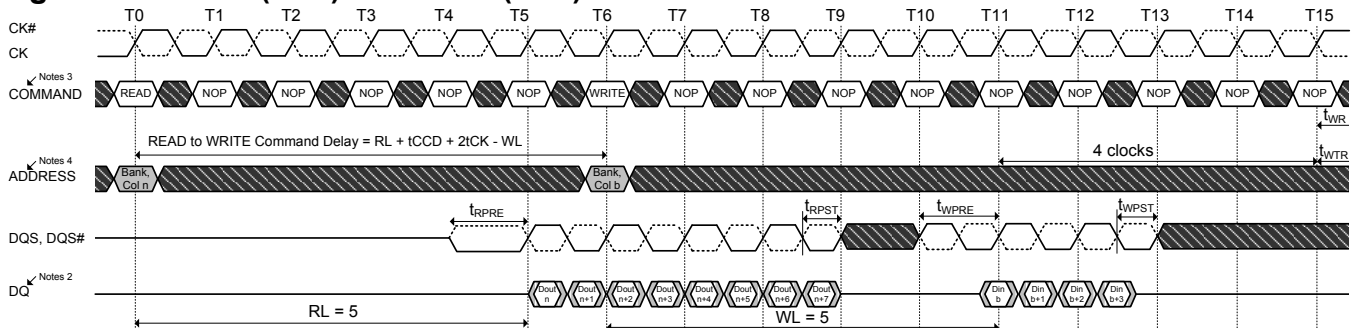 T0 T1 T2 T3 T4 T5 T6 T7 T8 T9 T10 T11 T12 T13 T14 T15
CK#
CK
Notes 3
COMMAND READ NOP NOP NOP NOP NOP WRITE NOP NOP NOP NOP NOP NOP NOP NOP NOP
tWR
READ to WRITE Command Delay = RL + tCCD + 2tCK - WL
4 clocks
tWTR
Notes 4
ADDRESS
Bank, Col n
Bank, Col b
tRPRE tRPST tWPRE tWPST
DQS, DQS#
Notes 2
DQ
Dout n
Dout n+1
Dout n+2
Dout n+3
Dout n+4
Dout n+5
Dout n+6
Dout n+7
Din b
Din b+1
Din b+2
Din b+3
RL = 5
WL = 5